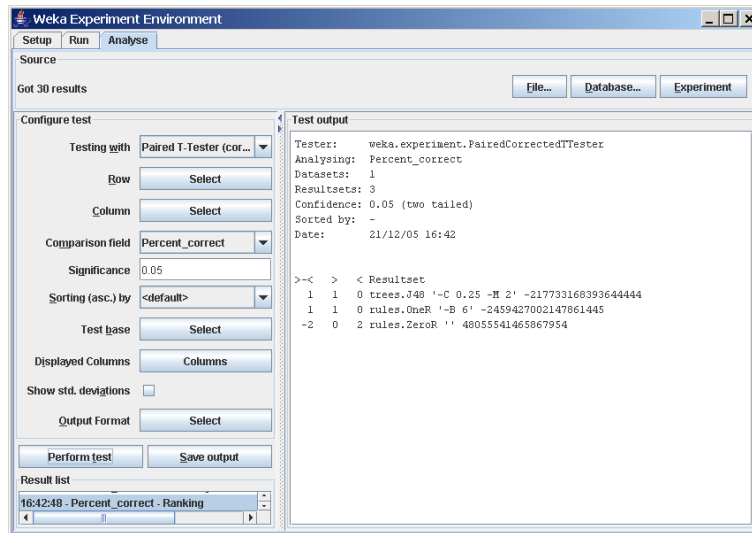 Weka Experiment Environment
Setup Run Analyse
Source
Got 30 results
File... Database... Experiment
Configure test
Testing with Paired T-Tester (cor...
Row Select
Column Select
Comparison field Percent_correct
Significance 0.05
Sorting (asc.) by <default>
Test base Select
Displayed Columns Columns
Show std. deviations
Output Format Select
Perform test Save output
Result list
16:42:48 - Percent_correct - Ranking
Test output
Tester: weka.experiment.PairedCorrectedTTester
Analysing: Percent_correct
Datasets: 1
Resultsets: 3
Confidence: 0.05 (two tailed)
Sorted by: -
Date: 21/12/05 16:42
>-< > < Resultset
1 1 0 trees.J48 '-C 0.25 -M 2' -217733168393644444
1 1 0 rules.OneR '-B 6' -2459427002147861445
-2 0 2 rules.ZeroR '' 48055541465867954